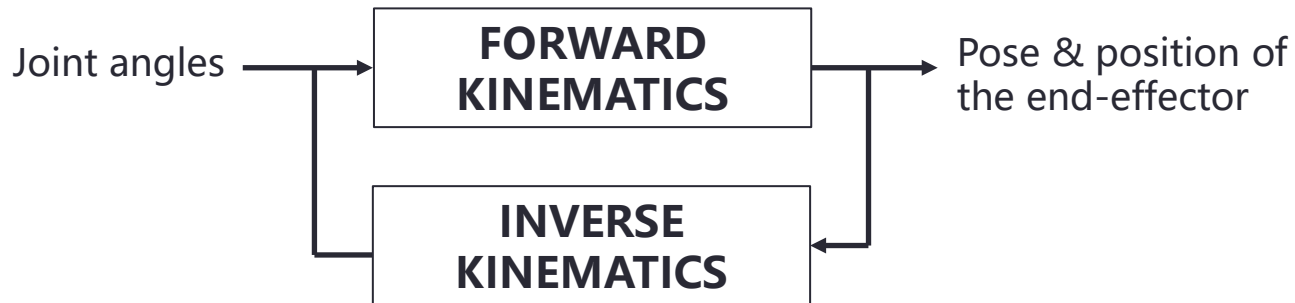 Joint angles
FORWARD
KINEMATICS
Pose & position of
the end-effector
INVERSE
KINEMATICS